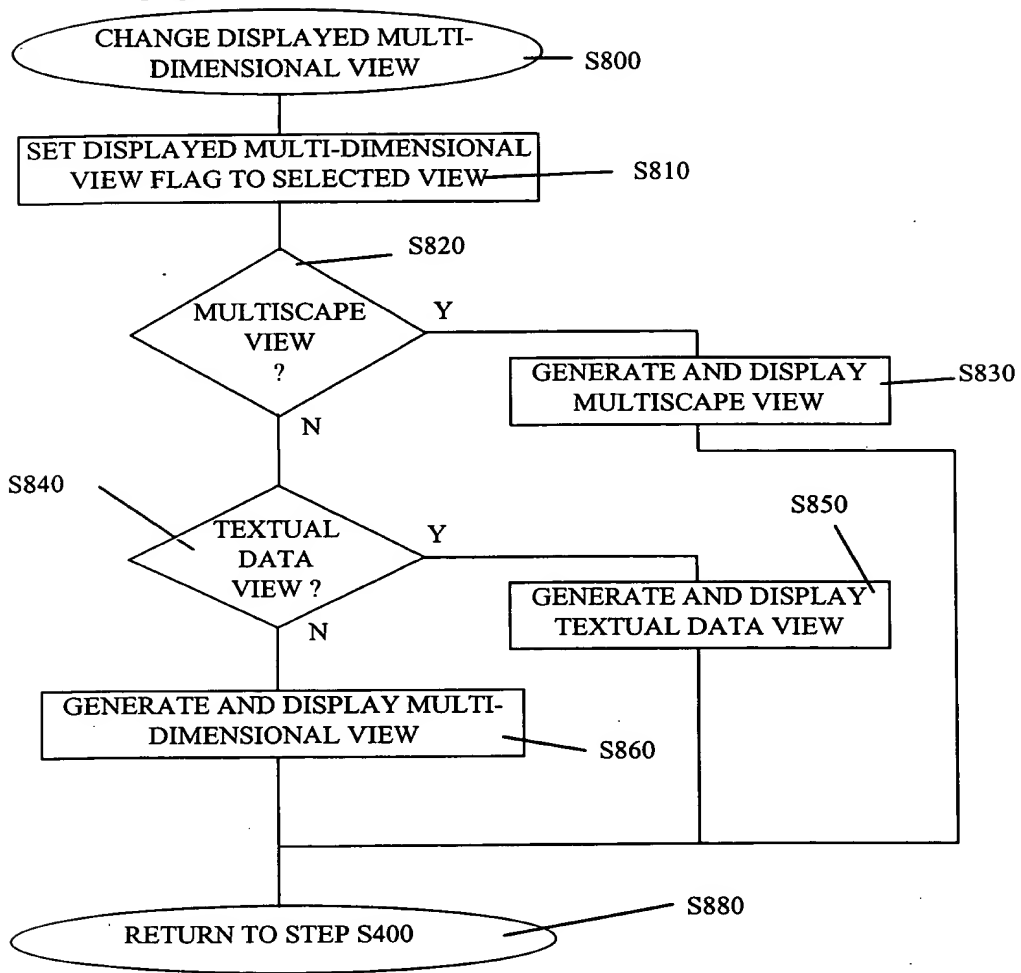 CHANGE DISPLAYED MULTI-
DIMENSIONAL VIEW
S800
SET DISPLAYED MULTI-DIMENSIONAL
VIEW FLAG TO SELECTED VIEW
S810
S820
MULTISCAPE
VIEW
?
Y
N
GENERATE AND DISPLAY
MULTISCAPE VIEW
S830
S840
TEXTUAL
DATA
VIEW ?
Y
N
S850
GENERATE AND DISPLAY
TEXTUAL DATA VIEW
GENERATE AND DISPLAY MULTI-
DIMENSIONAL VIEW
S860
RETURN TO STEP S400
S880